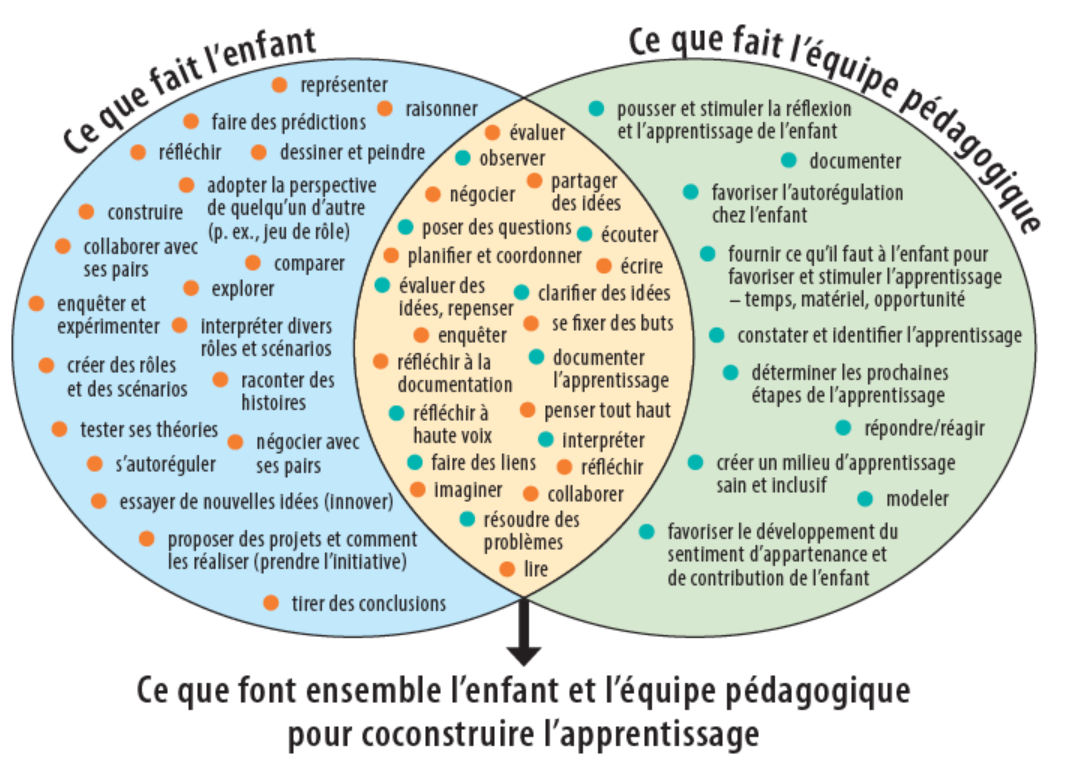 Ce que fait l'enfant
Ce que fait l'équipe pédagogique
représenter
raisonner
faire des prédictions
réfléchir
dessiner et peindre
adopter la perspective
de quelqu'un d'autre
(p. ex., jeu de rôle)
construire
collaborer avec
ses pairs
comparer
explorer
enquêter et
expérimenter
interpréter divers
rôles et scénarios
créer des rôles
et des scénarios
raconter des
histoires
tester ses théories
négocier avec
ses pairs
s'autoréguler
essayer de nouvelles idées (innover)
proposer des projets et comment
les réaliser (prendre l'initiative)
tirer des conclusions
évaluer
observer
négocier
partager
des idées
poser des questions
écouter
planifier et coordonner
écrire
évaluer des
idées, repenser
clarifier des idées
se fixer des buts
enquêter
réfléchir à la
documentation
documenter
l'apprentissage
réfléchir à
haute voix
penser tout haut
interpréter
faire des liens
réfléchir
imaginer
collaborer
résoudre des
problèmes
lire
pousser et stimuler la réflexion
et l'apprentissage de l'enfant
documenter
favoriser l'autorégulation
chez l'enfant
fournir ce qu'il faut à l'enfant pour
favoriser et stimuler l'apprentissage
– temps, matériel, opportunité
constater et identifier l'apprentissage
déterminer les prochaines
étapes de l'apprentissage
répondre/réagir
créer un milieu d'apprentissage
sain et inclusif
modeler
favoriser le développement du
sentiment d'appartenance et
de contribution de l'enfant
Ce que font ensemble l'enfant et l'équipe pédagogique
pour coconstruire l'apprentissage